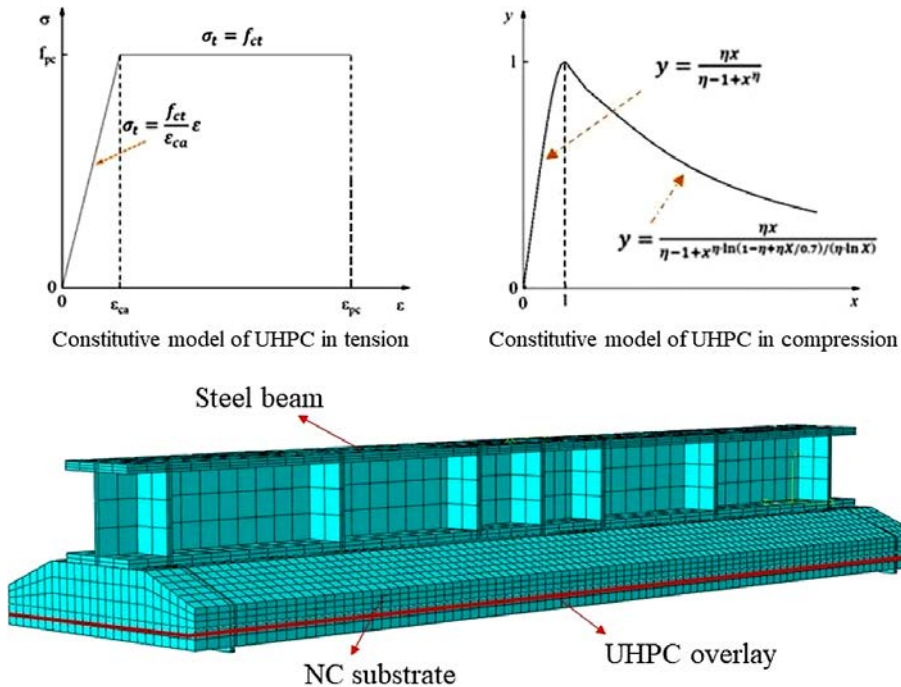 σ
f_pc
σ_t = f_ct
σ_t = f_ct/ε_ca ε
0
0
ε_ca
ε_pc
ε
Constitutive model of UHPC in tension
y
1
y = ηx/(η−1+x^η)
y = ηx/(η−1+x^(η·ln(1−η+ηX/0.7)/(η·ln X)))
0
0
1
x
Constitutive model of UHPC in compression
Steel beam
NC substrate
UHPC overlay